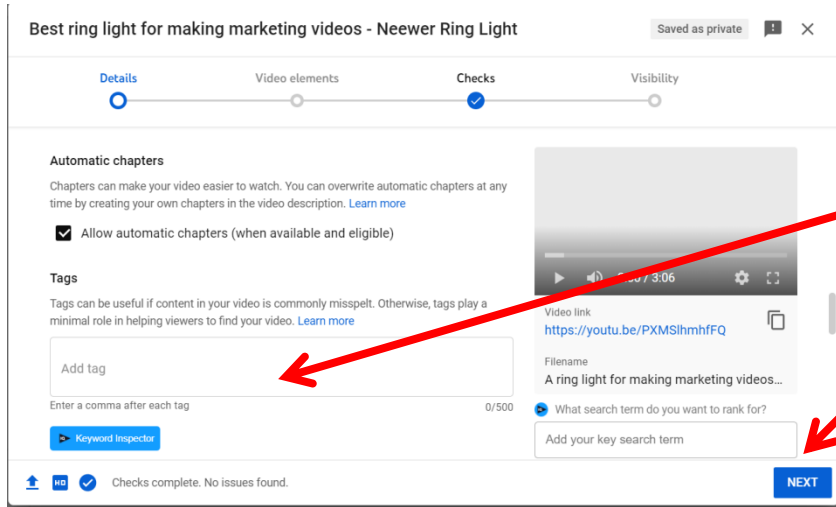 Best ring light for making marketing videos - Neewer Ring Light
Saved as private
Details
Video elements
Checks
Visibility
Automatic chapters
Chapters can make your video easier to watch. You can overwrite automatic chapters at any
time by creating your own chapters in the video description. Learn more
Allow automatic chapters (when available and eligible)
Tags
Tags can be useful if content in your video is commonly misspelt. Otherwise, tags play a
minimal role in helping viewers to find your video. Learn more
Add tag
Enter a comma after each tag
0/500
Keyword Inspector
/ 3:06
Video link
https://youtu.be/PXMSlhmhfFQ
Filename
A ring light for making marketing videos...
What search term do you want to rank for?
Add your key search term
HD
Checks complete. No issues found.
NEXT